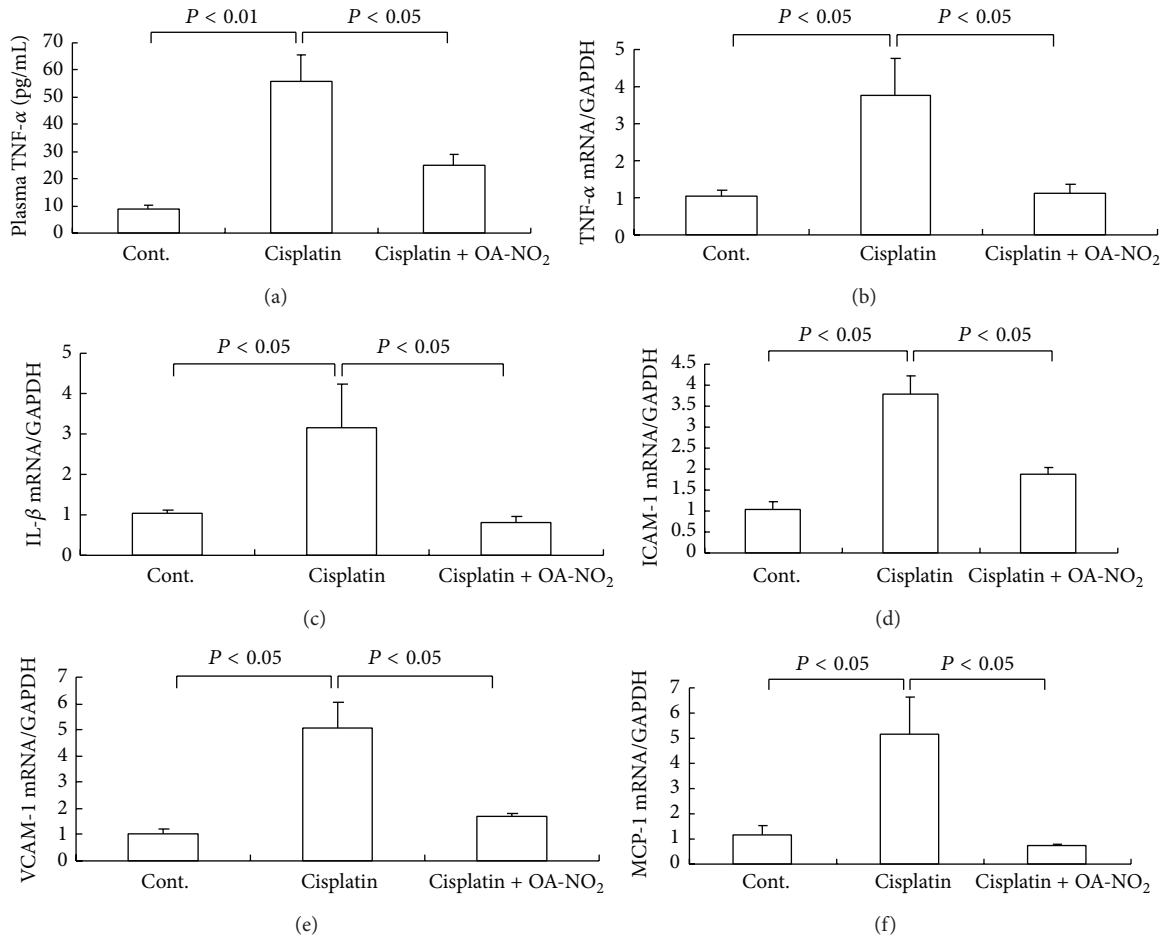 P < 0.01
P < 0.05
Plasma TNF-α (pg/mL)
70
60
50
40
30
20
10
0
Cont.
Cisplatin
Cisplatin + OA-NO₂
(a)
P < 0.05
P < 0.05
TNF-α mRNA/GAPDH
5
4
3
2
1
0
Cont.
Cisplatin
Cisplatin + OA-NO₂
(b)
P < 0.05
P < 0.05
IL-β mRNA/GAPDH
5
4
3
2
1
0
Cont.
Cisplatin
Cisplatin + OA-NO₂
(c)
P < 0.05
P < 0.05
ICAM-1 mRNA/GAPDH
4.5
4
3.5
3
2
1.5
1
0.5
0
Cont.
Cisplatin
Cisplatin + OA-NO₂
(d)
P < 0.05
P < 0.05
VCAM-1 mRNA/GAPDH
7
6
5
4
3
2
1
0
Cont.
Cisplatin
Cisplatin + OA-NO₂
(e)
P < 0.05
P < 0.05
MCP-1 mRNA/GAPDH
7
6
5
4
3
2
1
0
Cont.
Cisplatin
Cisplatin + OA-NO₂
(f)